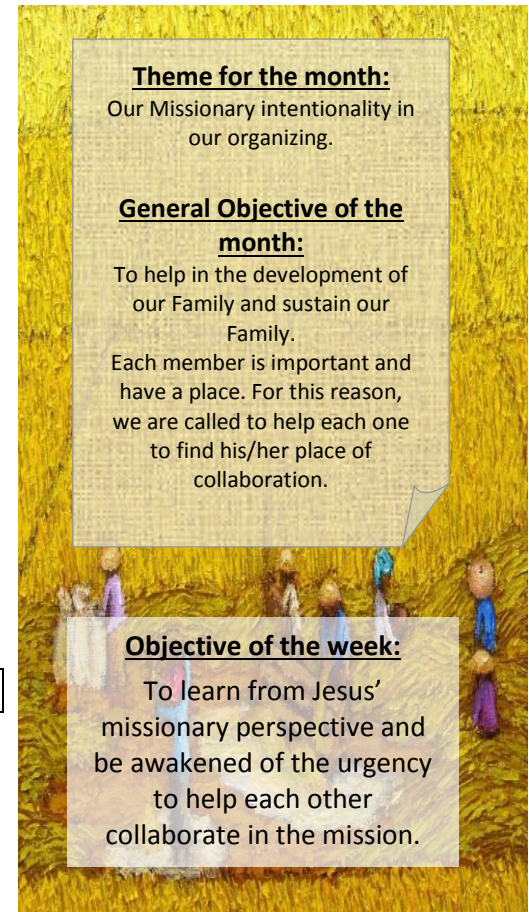 Theme for the month:
Our Missionary intentionality in
our organizing.
General Objective of the
month:
To help in the development of
our Family and sustain our
Family.
Each member is important and
have a place. For this reason,
we are called to help each one
to find his/her place of
collaboration.
Objective of the week:
To learn from Jesus’
missionary perspective and
be awakened of the urgency
to help each other
collaborate in the mission.